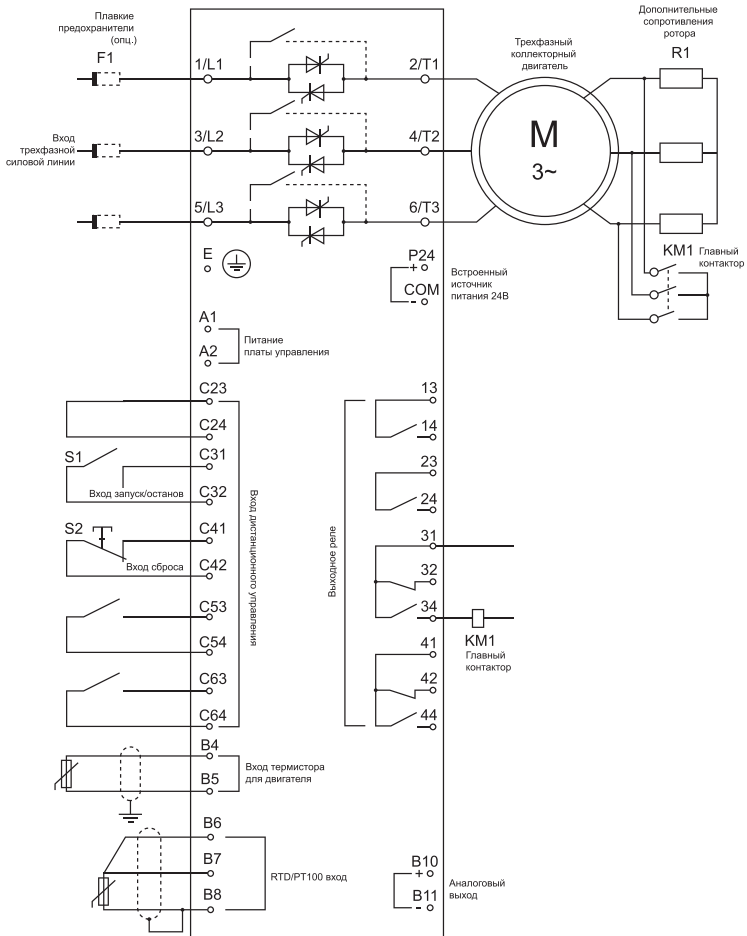 Плавкие
предохранители
(опц.)
F1
Вход
трехфазной
силовой линии
1/L1
2/T1
3/L2
4/T2
5/L3
6/T3
Трехфазный
коллекторный
двигатель
M
3~
Дополнительные
сопротивления
ротора
R1
KM1 Главный
контактор
E
P24
+
COM
-
Встроенный
источник
питания 24В
A1
A2
Питание
платы управления
C23
C24
S1
C31
Вход запуск/останов
C32
S2
C41
Вход сброса
C42
C53
C54
C63
C64
Вход дистанционного управления
Выходное реле
13
14
23
24
31
32
34
KM1
Главный
контактор
41
42
44
B4
B5
Вход термистора
для двигателя
B6
B7
B8
RTD/PT100 вход
B10
+
B11
-
Аналоговый
выход